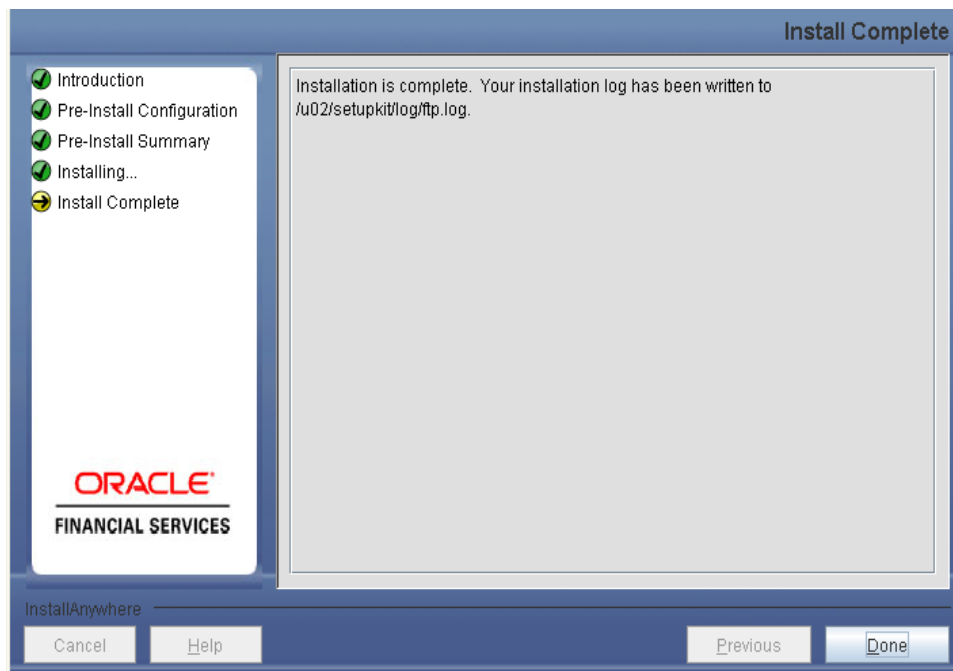 Install Complete
Introduction
Pre-Install Configuration
Pre-Install Summary
Installing...
Install Complete
Installation is complete. Your installation log has been written to
/u02/setupkit/log/ftp.log.
ORACLE
FINANCIAL SERVICES
InstallAnywhere
Cancel
Help
Previous
Done